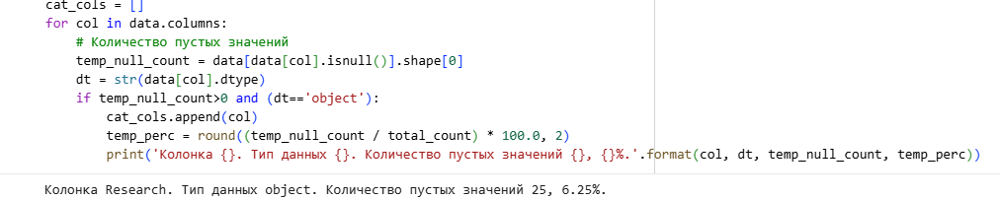 cat_cols = []
for col in data.columns:
# Количество пустых значений
temp_null_count = data[data[col].isnull()].shape[0]
dt = str(data[col].dtype)
if temp_null_count>0 and (dt=='object'):
cat_cols.append(col)
temp_perc = round((temp_null_count / total_count) * 100.0, 2)
print('Колонка {}. Тип данных {}. Количество пустых значений {}, {}%.'.format(col, dt, temp_null_count, temp_perc))
Колонка Research. Тип данных object. Количество пустых значений 25, 6.25%.